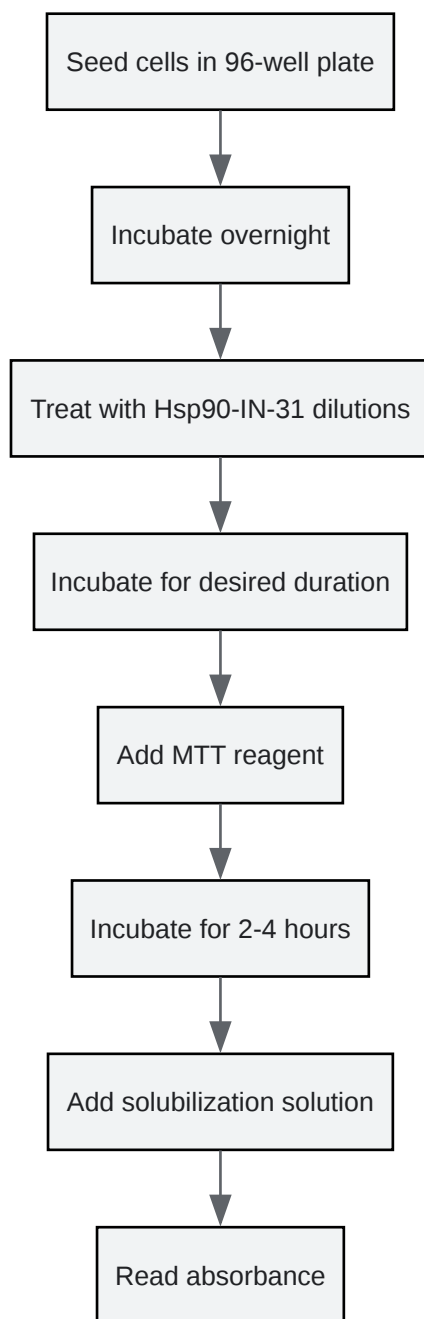 Seed cells in 96-well plate
Incubate overnight
Treat with Hsp90-IN-31 dilutions
Incubate for desired duration
Add MTT reagent
Incubate for 2-4 hours
Add solubilization solution
Read absorbance